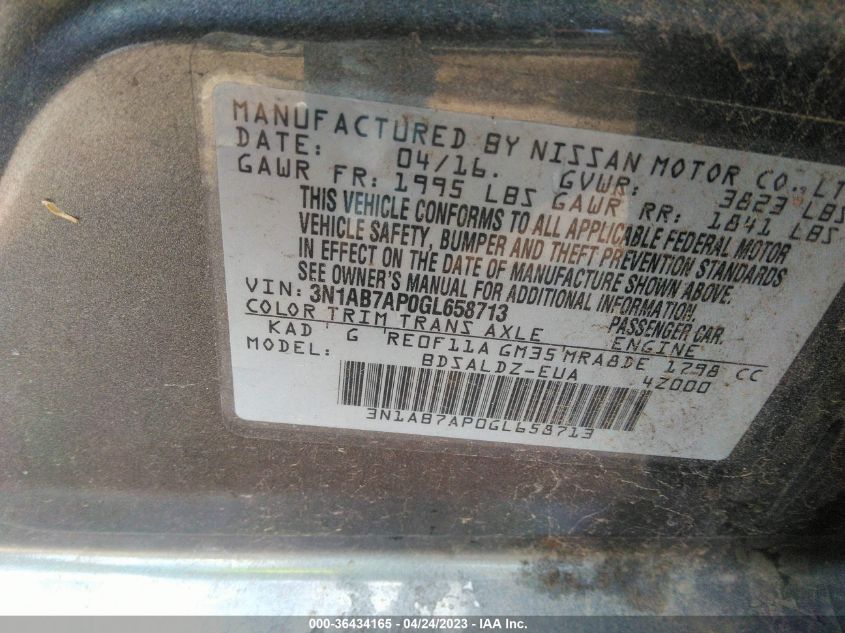 MANUFACTURED BY NISSAN MOTOR CO., LT
DATE: 04/16. GVWR: 3823 LBS
GAWR FR: 1995 LBS GAWR RR: 1841 LBS
THIS VEHICLE CONFORMS TO ALL APPLICABLE FEDERAL MOTOR
VEHICLE SAFETY, BUMPER AND THEFT PREVENTION STANDARDS
IN EFFECT ON THE DATE OF MANUFACTURE SHOWN ABOVE.
SEE OWNER'S MANUAL FOR ADDITIONAL INFORMATION
VIN: 3N1AB7AP0GL658713 PASSENGER CAR.
COLOR TRIM TRANS AXLE ENGINE
KAD G RE0F11A GM35 MRA8DE 1798 CC
MODEL: BDSALDZ-EUA 4Z000
3N1AB7AP0GL658713
000-36434165 - 04/24/2023 - IAA Inc.